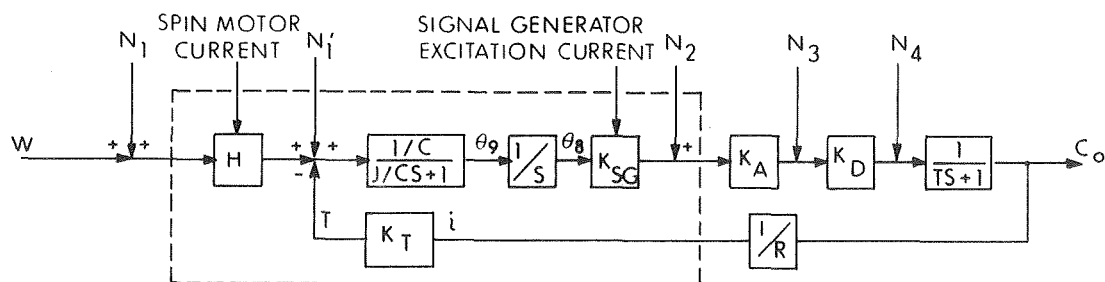 SPIN MOTOR
CURRENT
SIGNAL GENERATOR
EXCITATION CURRENT
N1
N1'
N2
N3
N4
W
+ +
H
+ +
-
1/C
J/CS+1
θ9
1/S
θ8
KSG
+
KA
KD
1
TS+1
Co
T
KT
i
1/R